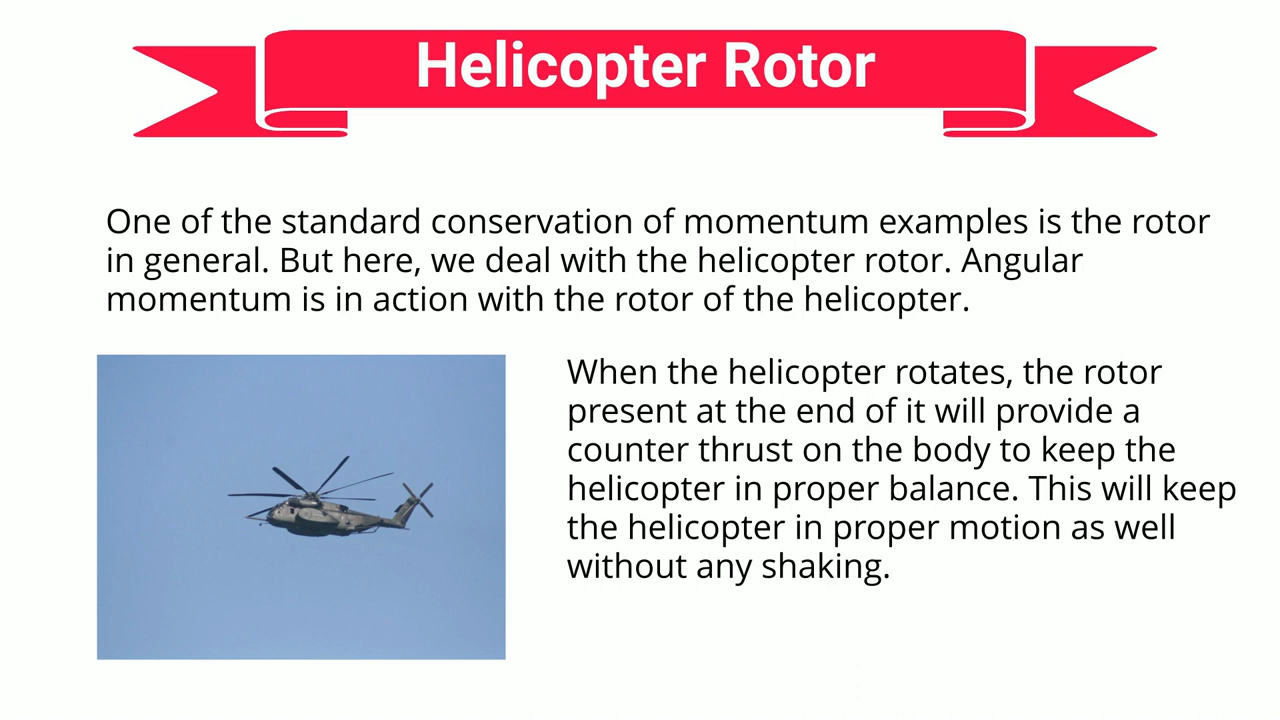 Helicopter Rotor
One of the standard conservation of momentum examples is the rotor
in general. But here, we deal with the helicopter rotor. Angular
momentum is in action with the rotor of the helicopter.
When the helicopter rotates, the rotor
present at the end of it will provide a
counter thrust on the body to keep the
helicopter in proper balance. This will keep
the helicopter in proper motion as well
without any shaking.